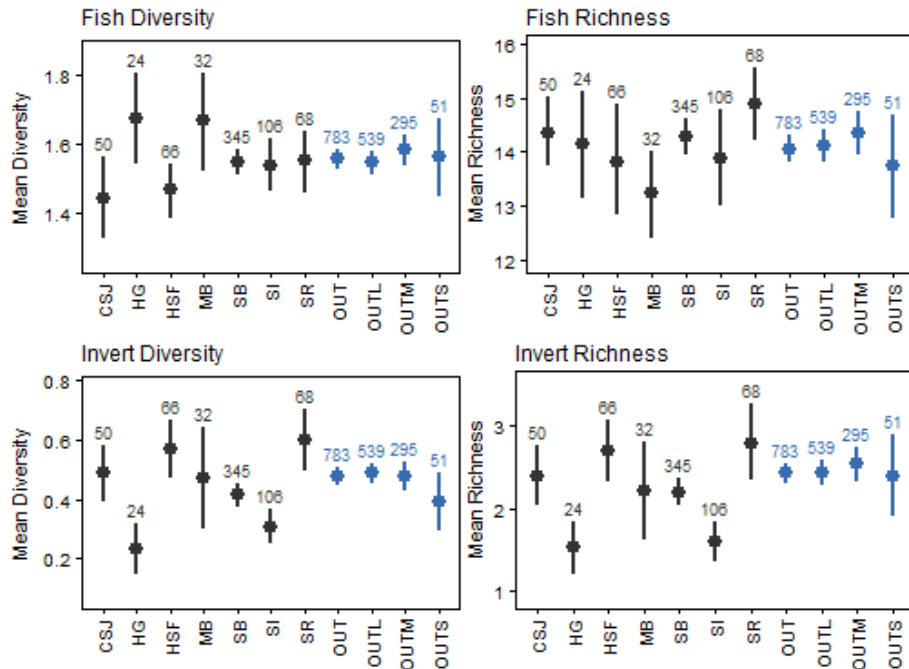 Fish Diversity
Mean Diversity
1.8
1.6
1.4
50
24
66
32
345
106
68
783
539
295
51
CSJ
HG
HSF
MB
SB
SI
SR
OUT
OUTL
OUTM
OUTS
Fish Richness
Mean Richness
16
15
14
13
12
50
24
66
32
345
106
68
783
539
295
51
CSJ
HG
HSF
MB
SB
SI
SR
OUT
OUTL
OUTM
OUTS
Invert Diversity
Mean Diversity
0.8
0.6
0.4
0.2
50
24
66
32
345
106
68
783
539
295
51
CSJ
HG
HSF
MB
SB
SI
SR
OUT
OUTL
OUTM
OUTS
Invert Richness
Mean Richness
3
2
1
50
24
66
32
345
106
68
783
539
295
51
CSJ
HG
HSF
MB
SB
SI
SR
OUT
OUTL
OUTM
OUTS